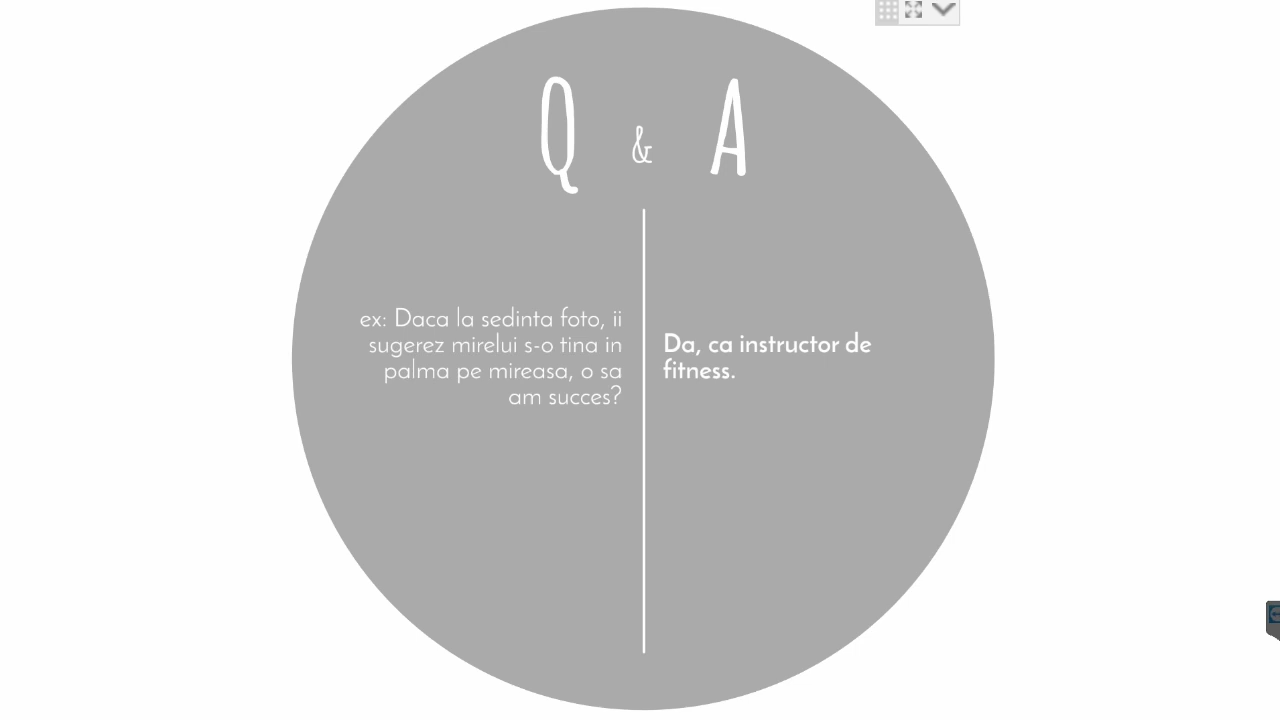 Q & A
ex: Daca la sedinta foto, ii
sugerez mirelui s-o tina in
palma pe mireasa, o sa
am succes?
Da, ca instructor de
fitness.